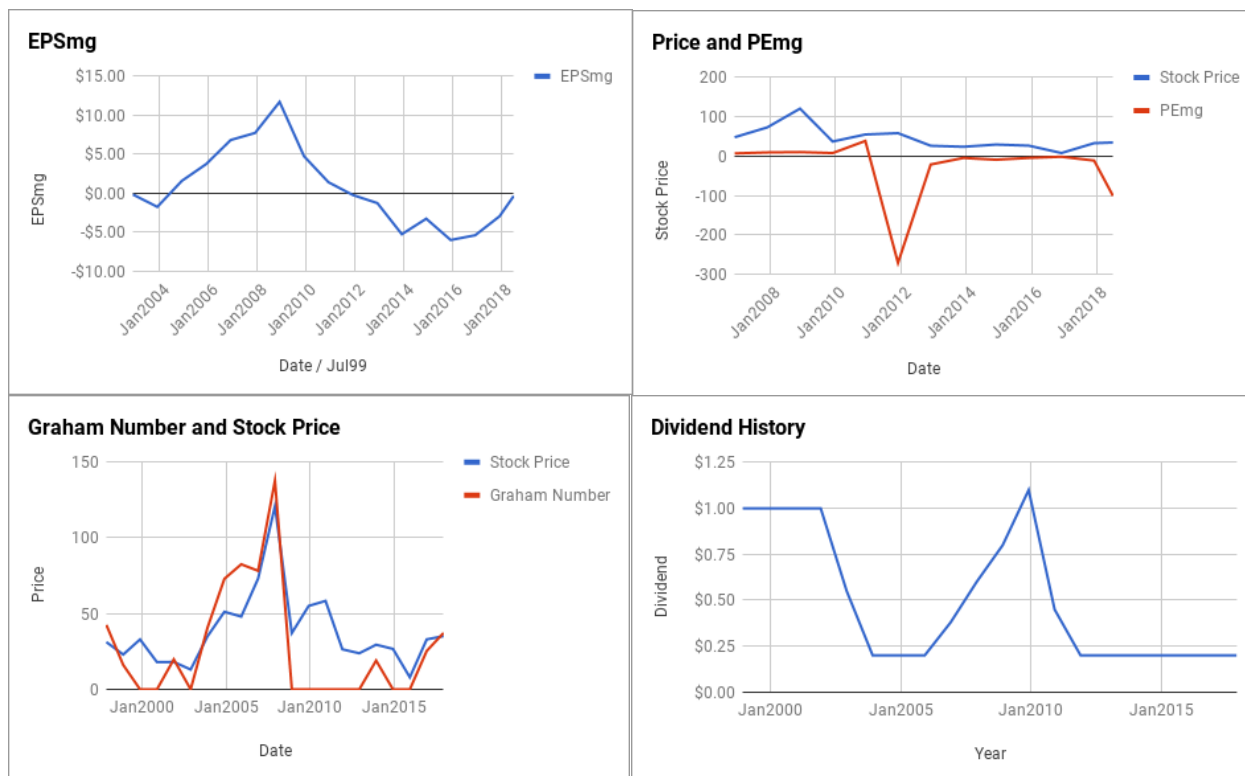 EPSmg
$15.00
$10.00
$5.00
$0.00
-$5.00
-$10.00
EPSmg
EPSmg
Jan2004
Jan2006
Jan2008
Jan2010
Jan2012
Jan2014
Jan2016
Jan2018
Date / Jul99
Price and PEmg
200
100
0
-100
-200
-300
Stock Price
Stock Price
PEmg
Jan2008
Jan2010
Jan2012
Jan2014
Jan2016
Jan2018
Date
Graham Number and Stock Price
150
100
50
0
Price
Stock Price
Graham Number
Jan2000
Jan2005
Jan2010
Jan2015
Date
Dividend History
$1.25
$1.00
$0.75
$0.50
$0.25
$0.00
Dividend
Jan2000
Jan2005
Jan2010
Jan2015
Year